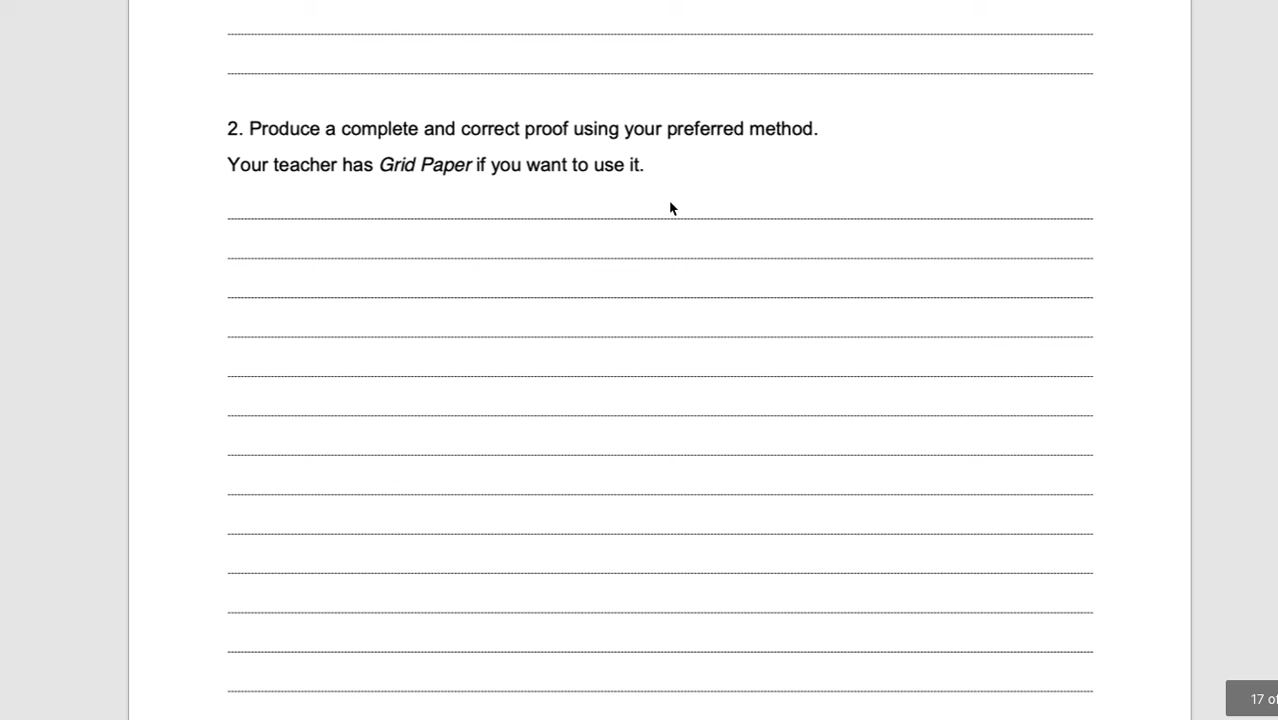 2. Produce a complete and correct proof using your preferred method.
Your teacher has Grid Paper if you want to use it.
17 of